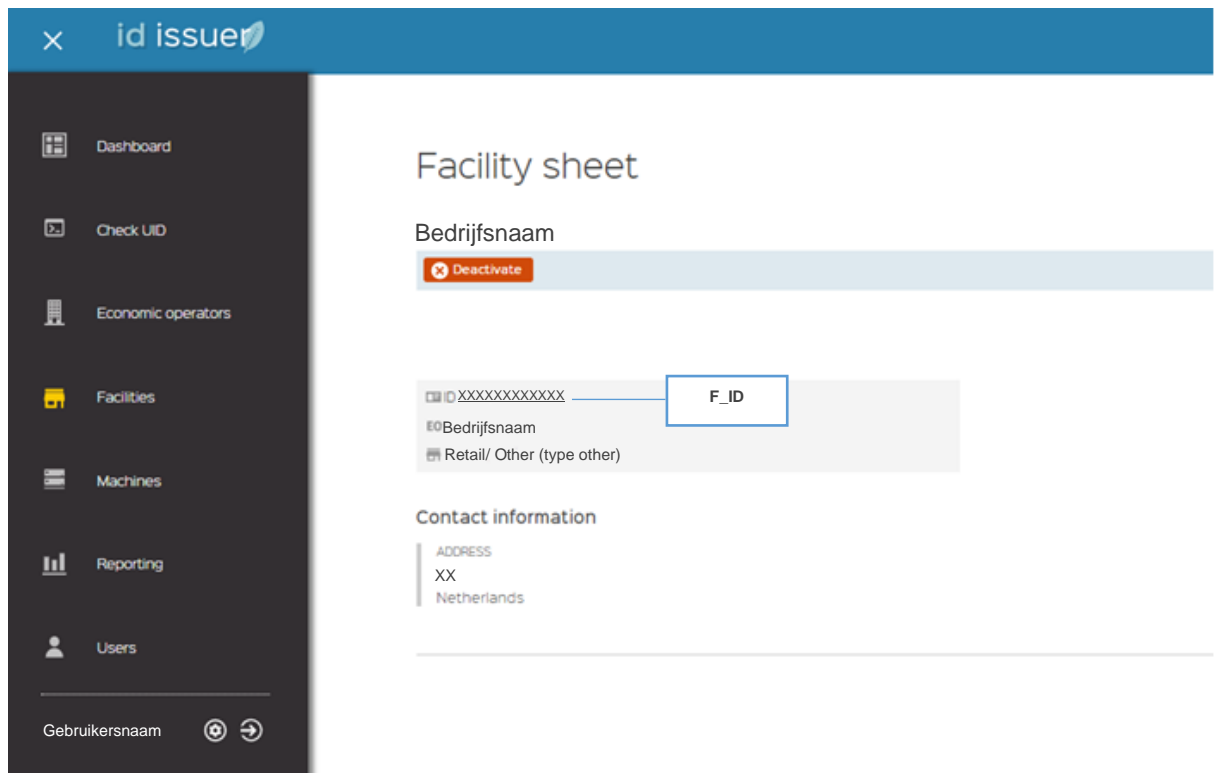 id issuer
Dashboard
Check UID
Economic operators
Facilities
Machines
Reporting
Users
Gebruikersnaam
Facility sheet
Bedrijfsnaam
Deactivate
ID XXXXXXXXXXXX
F_ID
EO Bedrijfsnaam
Retail/ Other (type other)
Contact information
ADDRESS
XX
Netherlands